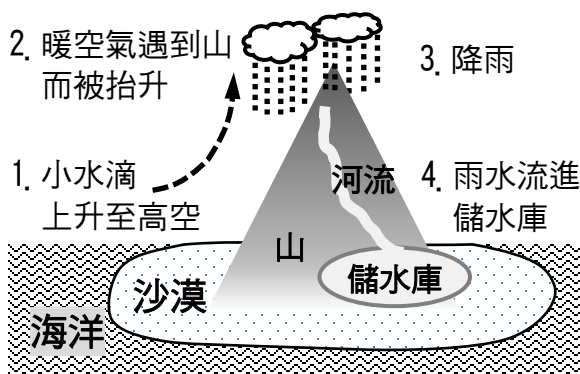 2. 暖空氣遇到山
而被抬升
3. 降雨
1. 小水滴
上升至高空
河流
4. 雨水流進
儲水庫
山
儲水庫
沙漠
海洋